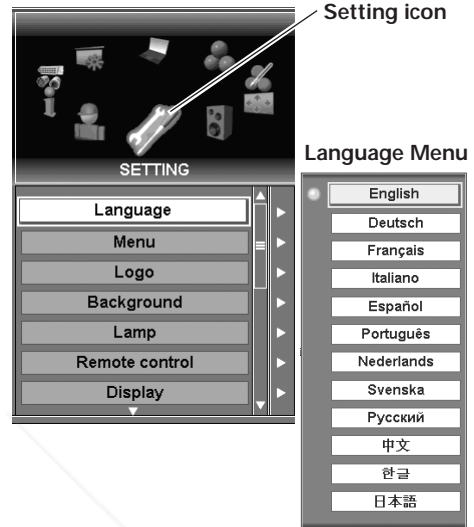 Setting icon
SETTING
Language
Menu
Logo
Background
Lamp
Remote control
Display
Language Menu
English
Deutsch
Français
Italiano
Español
Português
Nederlands
Svenska
Русский
中文
한글
日本語